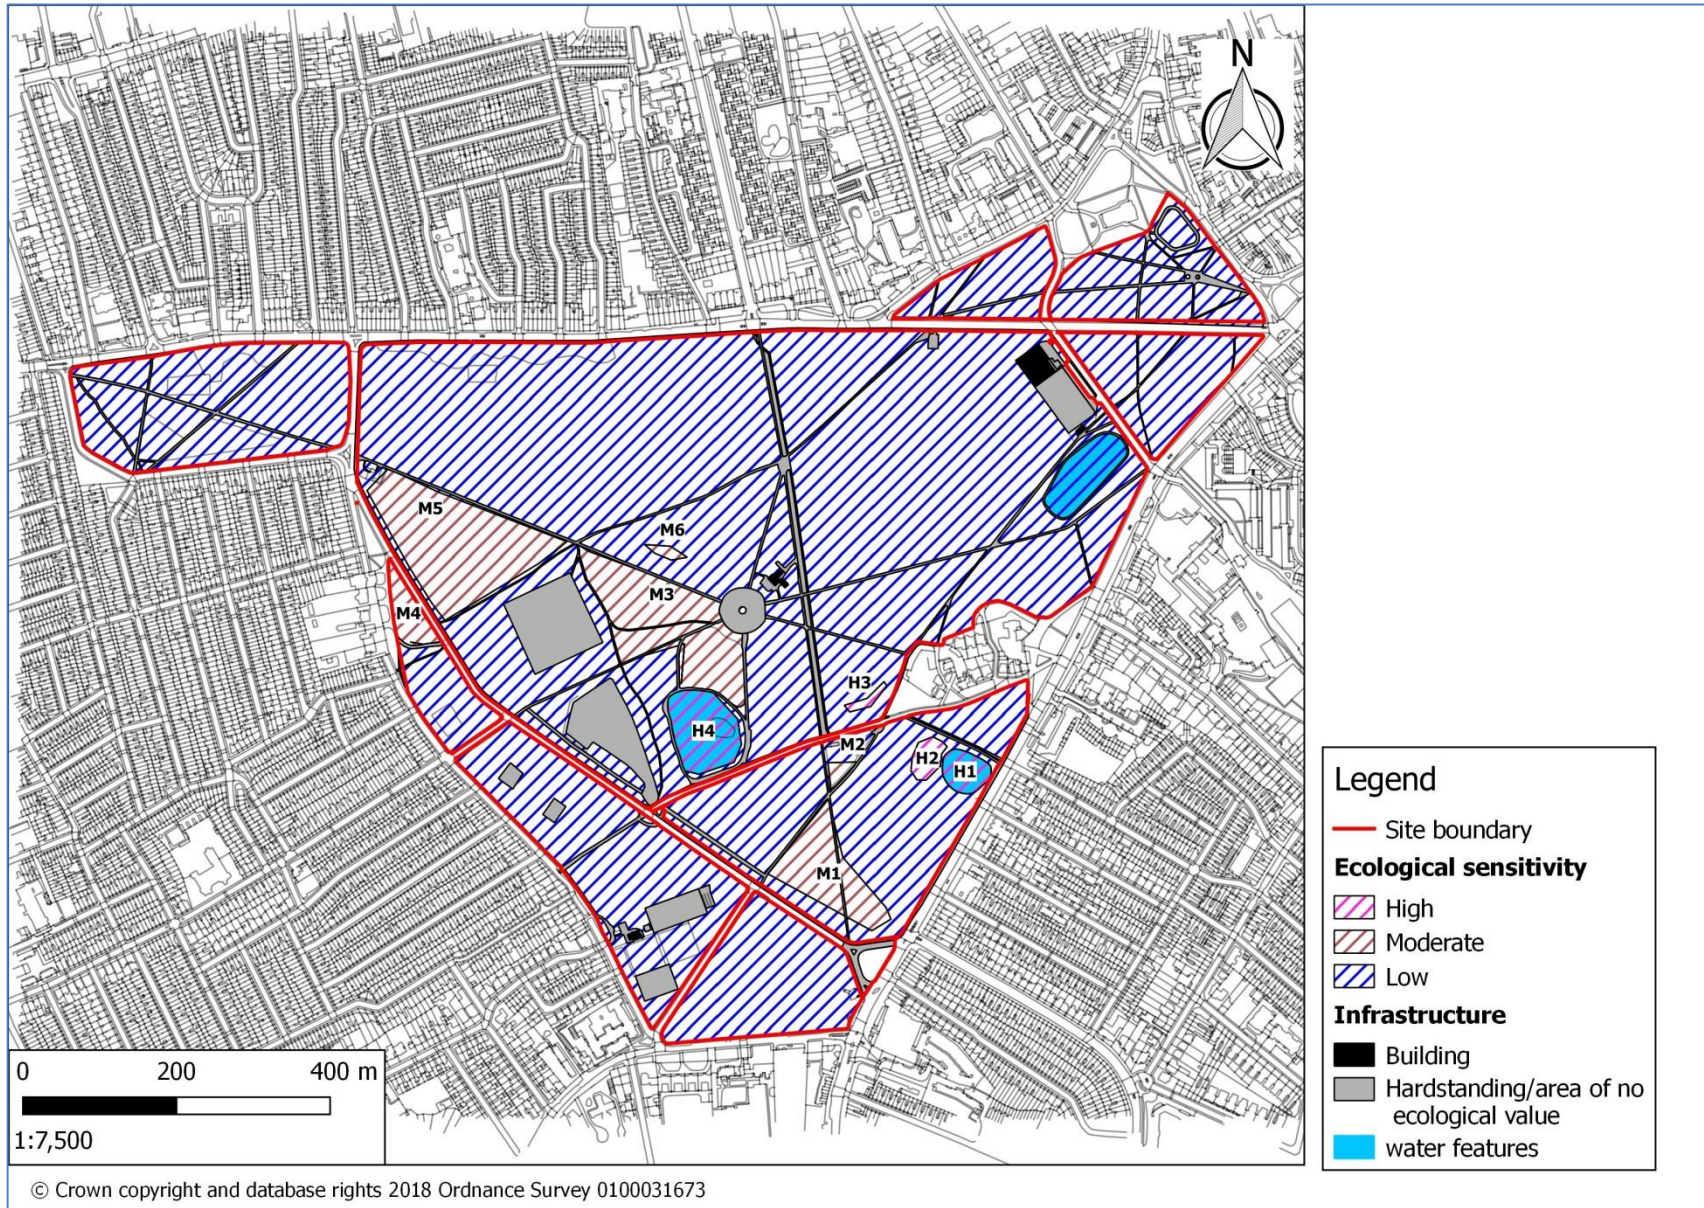 N
M5
M6
M3
M4
H3
H4
M2
H2
H1
M1
Legend
Site boundary
Ecological sensitivity
High
Moderate
Low
Infrastructure
Building
Hardstanding/area of no
ecological value
water features
0 200 400 m
1:7,500
© Crown copyright and database rights 2018 Ordnance Survey 0100031673